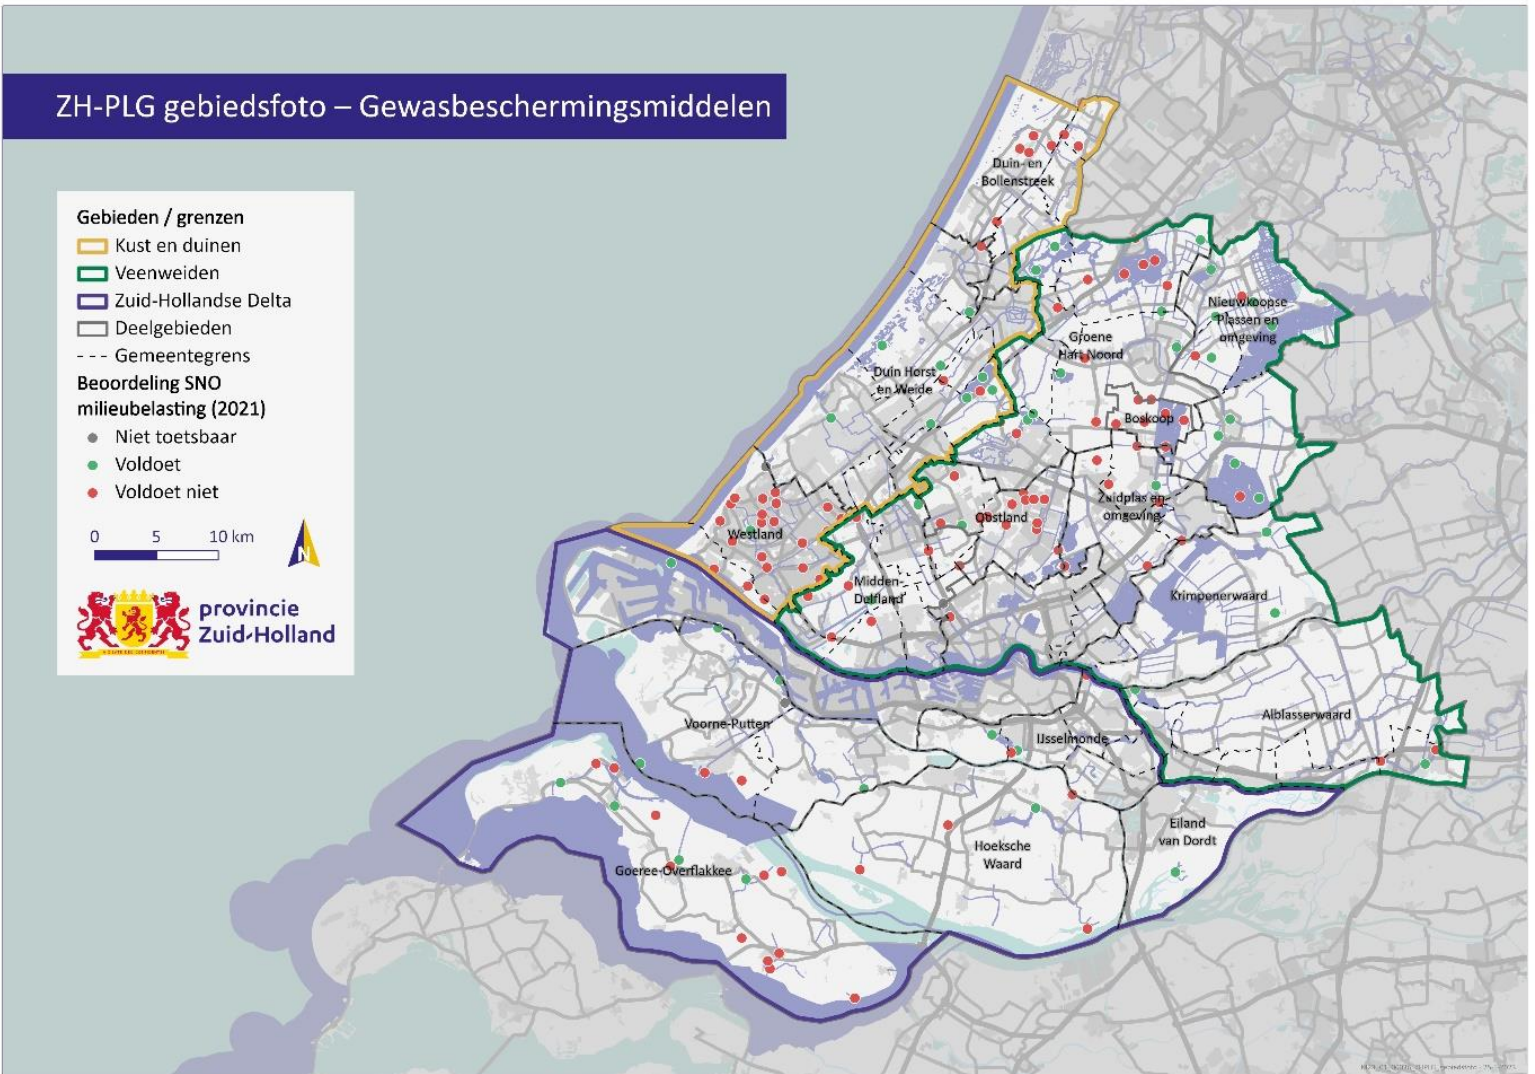 ZH-PLG gebiedsfoto – Gewasbeschermingsmiddelen
Gebieden / grenzen
Kust en duinen
Veenweiden
Zuid-Hollandse Delta
Deelgebieden
Gemeentegrens
Beoordeling SNO
milieubelasting (2021)
Niet toetsbaar
Voldoet
Voldoet niet
0 5 10 km
N
provincie
Zuid-Holland
Duin- en
Bollenstreek
Nieuwkoopse
Plassen en
omgeving
Groene
Hart Noord
Duin Horst
en Weide
Boskoop
Zuidplas en
omgeving
Oostland
Westland
Midden-
Delfland
Krimpenerwaard
Alblasserwaard
Voorne-Putten
IJsselmonde
Eiland
van Dordt
Hoeksche
Waard
Goeree-Overflakkee